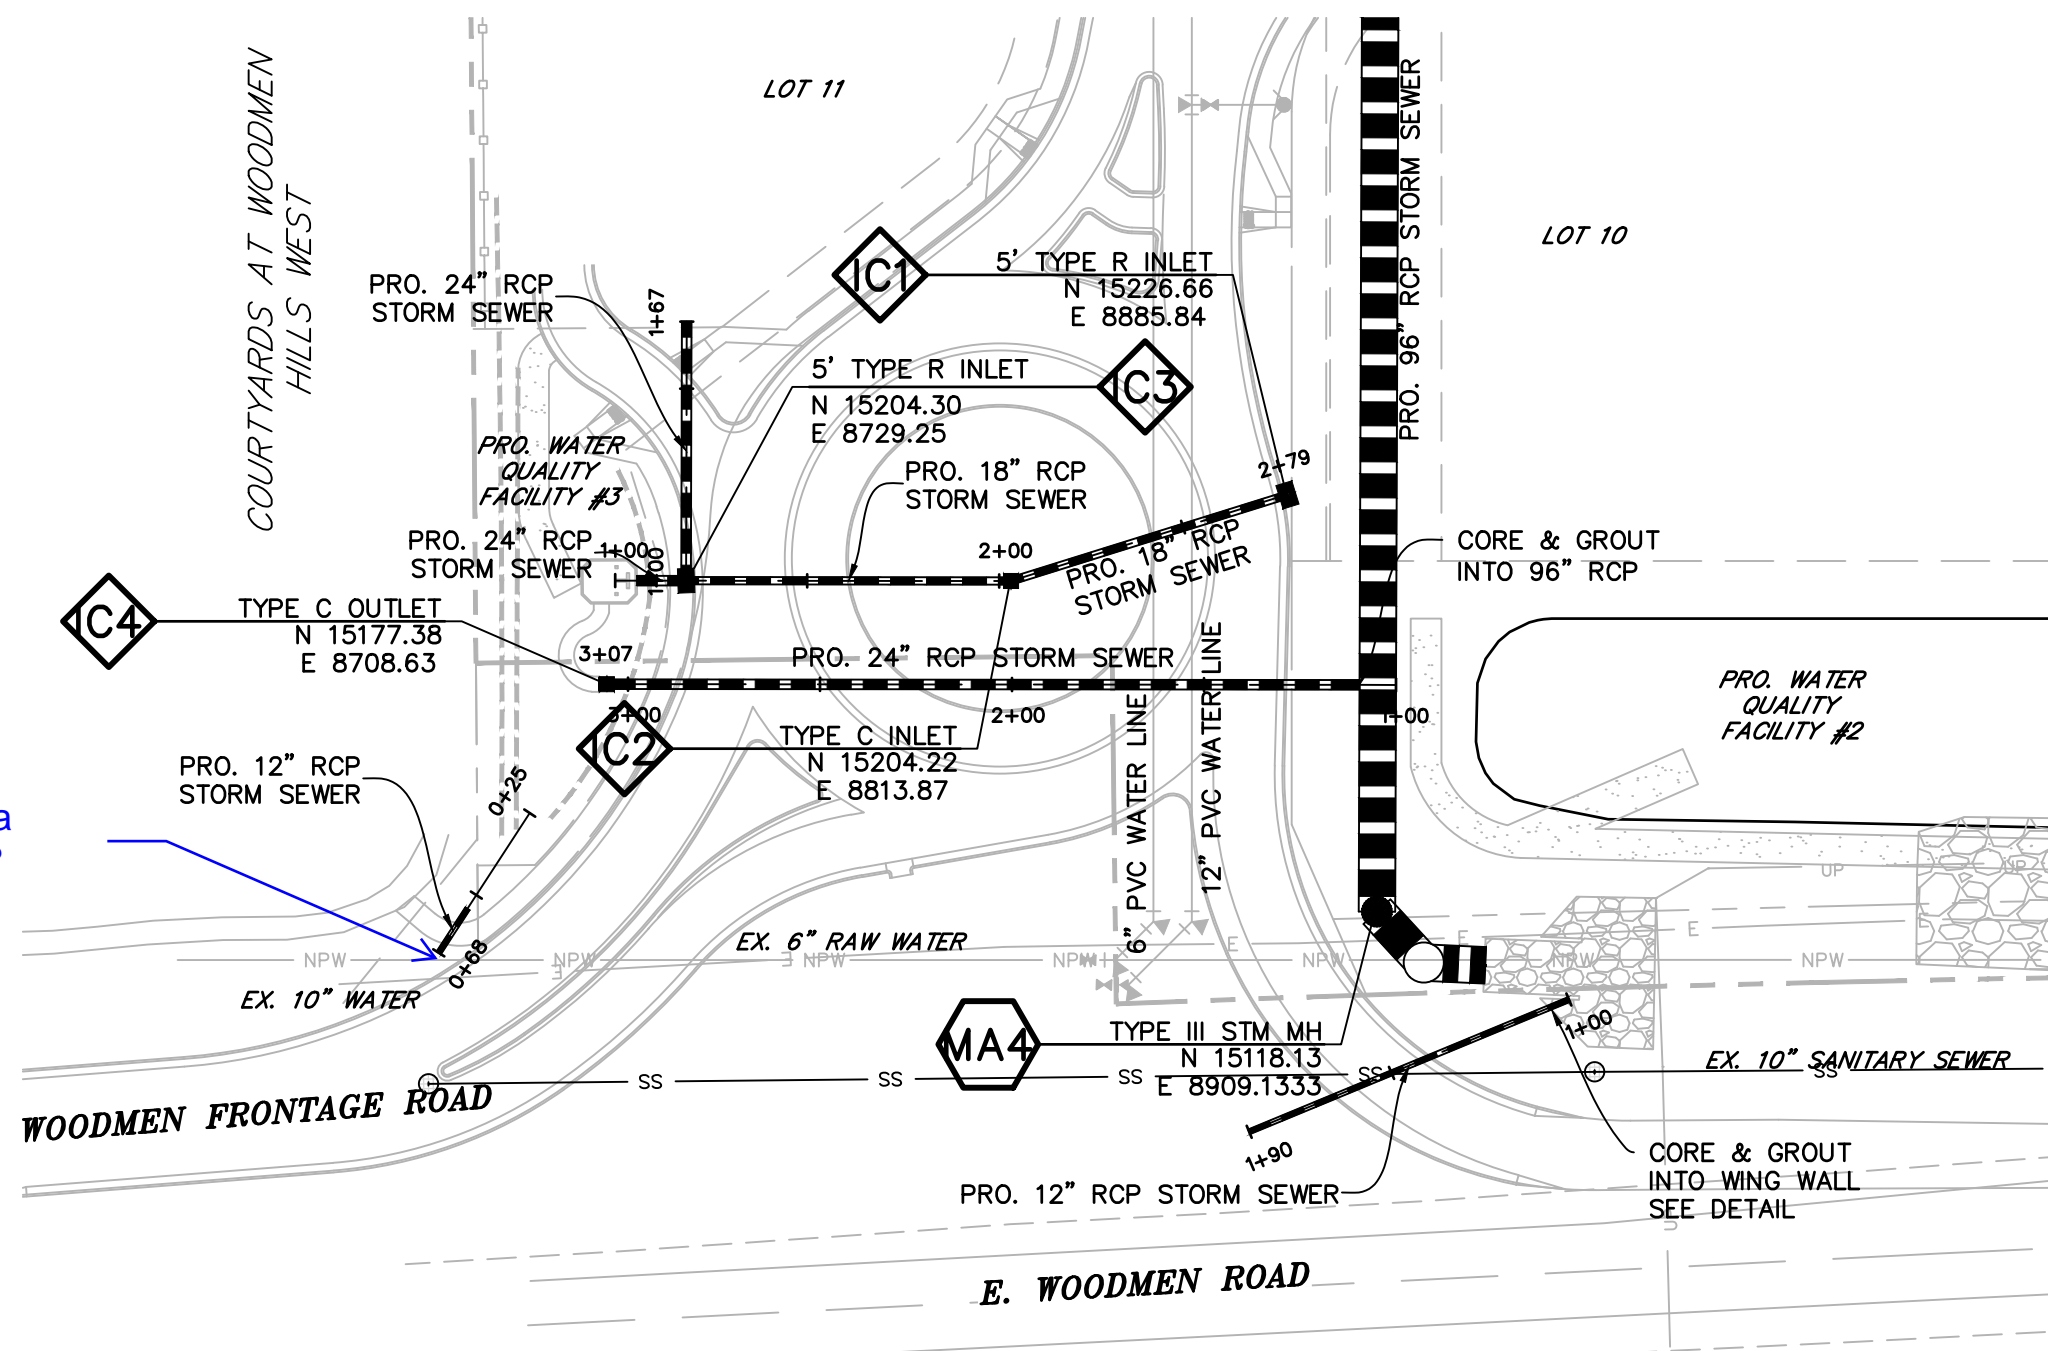 COURTYARDS AT WOODMEN
HILLS WEST
LOT 11
PRO. 96" RCP STORM SEWER
LOT 10
IC1
5' TYPE R INLET
N 15226.66
E 8885.84
PRO. 24" RCP
STORM SEWER
1+67
5' TYPE R INLET
N 15204.30
E 8729.25
IC3
PRO. WATER
QUALITY
FACILITY #3
PRO. 18" RCP
STORM SEWER
2+79
PRO. 24" RCP
STORM SEWER
1+00
1+00
2+00
PRO. 18" RCP
STORM SEWER
CORE & GROUT
INTO 96" RCP
IC4
TYPE C OUTLET
N 15177.38
E 8708.63
3+07
PRO. 24" RCP STORM SEWER
3+00
2+00
1+00
PRO. WATER
QUALITY
FACILITY #2
IC2
TYPE C INLET
N 15204.22
E 8813.87
6" PVC WATER LINE
12" PVC WATER LINE
PRO. 12" RCP
STORM SEWER
0+25
a
0+68
UP
UP
EX. 6" RAW WATER
E
E
E
E
E
E
NPW
NPW
NPW
NPW
NPW
NPW
NPW
EX. 10" WATER
MA4
TYPE III STM MH
N 15118.13
E 8909.1333
1+00
EX. 10" SANITARY SEWER
SS
SS
SS
SS
SS
WOODMEN FRONTAGE ROAD
1+90
PRO. 12" RCP STORM SEWER
CORE & GROUT
INTO WING WALL
SEE DETAIL
E. WOODMEN ROAD